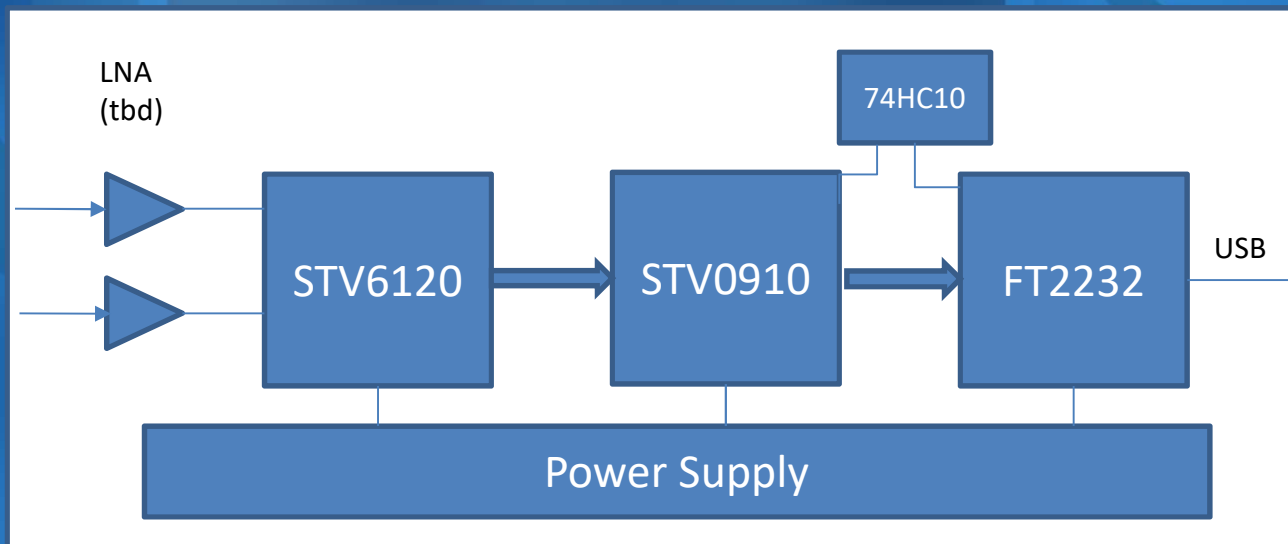 LNA
(tbd)
74HC10
STV6120
STV0910
FT2232
USB
Power Supply